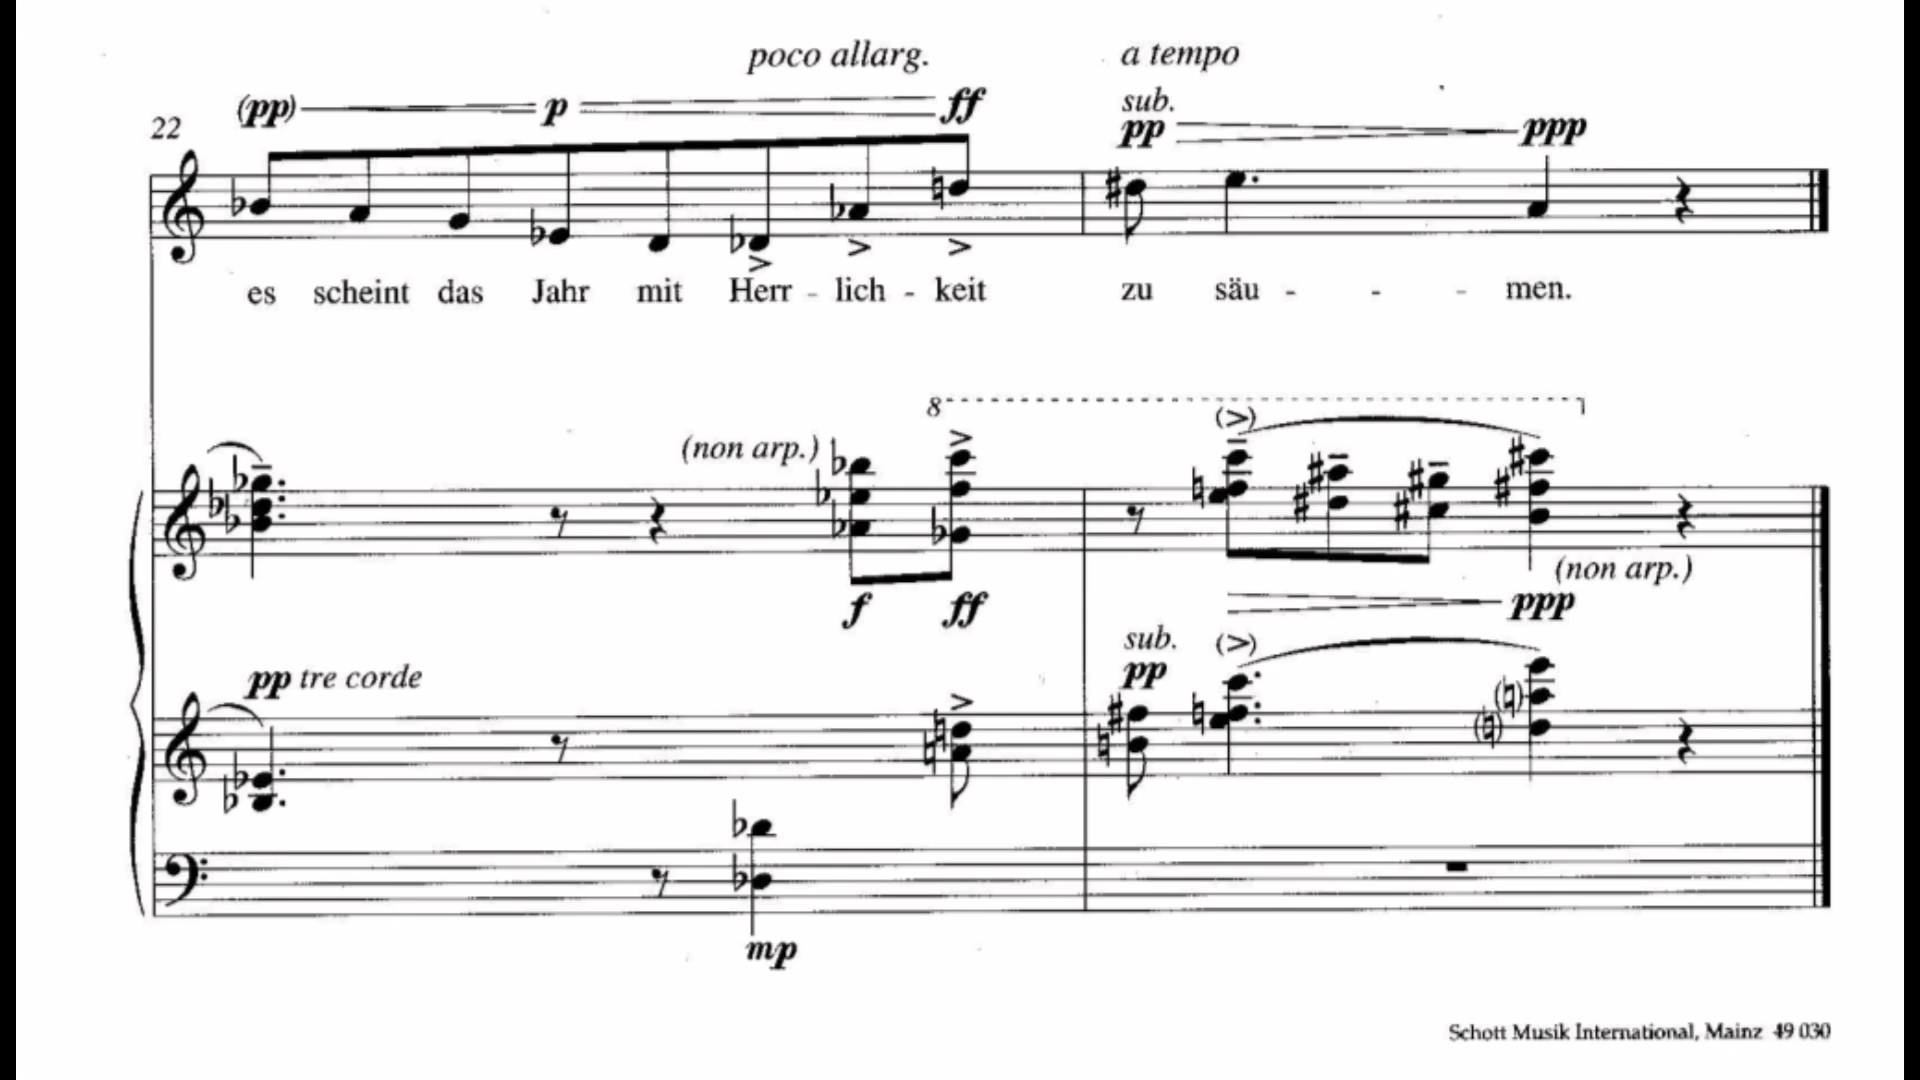 poco allarg. a tempo
(pp) p ff sub.
22 pp ppp
es scheint das Jahr mit Herr - lich - keit zu säu - - - men.
8
(non arp.)
(non arp.)
f ff ppp
sub.
pp tre corde pp
mp
Schott Musik International, Mainz 49 030